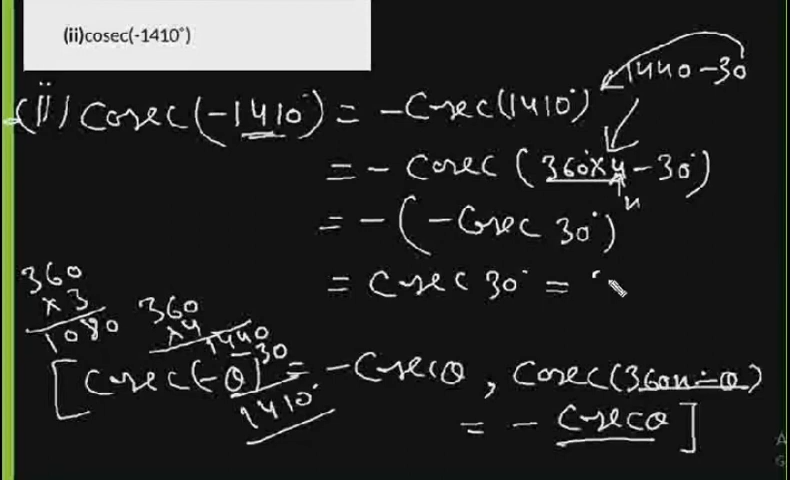 (ii)cosec(-1410°)
1440-30
(ii) Cosec(-1410°) = -Cosec(1410°)
= - Cosec (360°×4-30°)
n
= - (-Cosec 30°)
= Cosec 30° =
360
×3
1080
360
×4
1440
-30
1410°
[Cosec(-θ) = -Cosecθ, Cosec(360n-θ)
= - Cosecθ]
A
G